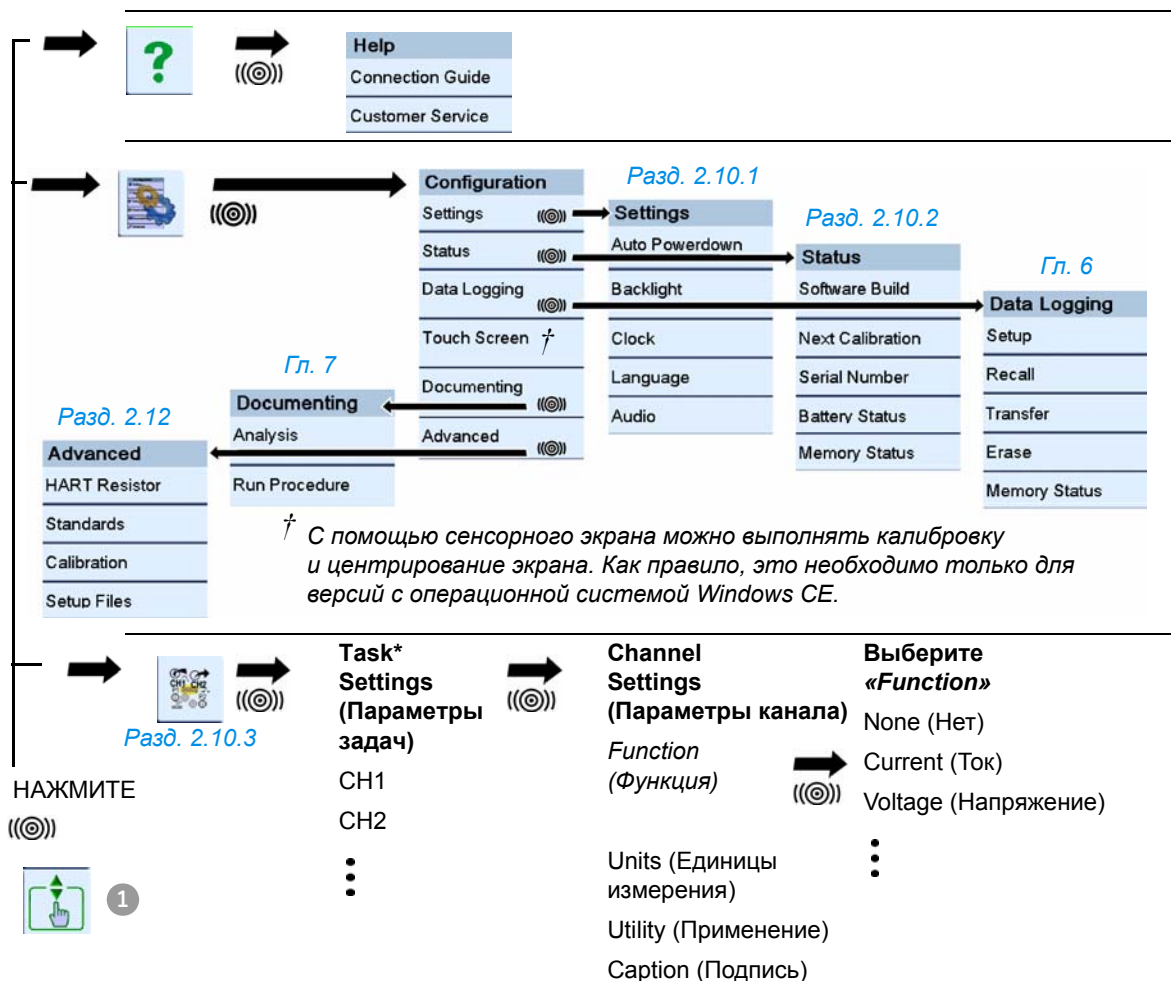 ?
Help
Connection Guide
Customer Service
Configuration
Settings
Status
Data Logging
Touch Screen †
Documenting
Advanced
Разд. 2.10.1
Settings
Auto Powerdown
Backlight
Clock
Language
Audio
Разд. 2.10.2
Status
Software Build
Next Calibration
Serial Number
Battery Status
Memory Status
Гл. 6
Data Logging
Setup
Recall
Transfer
Erase
Memory Status
Гл. 7
Documenting
Analysis
Run Procedure
Разд. 2.12
Advanced
HART Resistor
Standards
Calibration
Setup Files
† С помощью сенсорного экрана можно выполнять калибровку
и центрирование экрана. Как правило, это необходимо только для
версий с операционной системой Windows CE.
CH1 CH2
Разд. 2.10.3
Task*
Settings
(Параметры
задач)
CH1
CH2
Channel
Settings
(Параметры канала)
Function
(Функция)
Units (Единицы
измерения)
Utility (Применение)
Caption (Подпись)
Выберите
«Function»
None (Нет)
Current (Ток)
Voltage (Напряжение)
НАЖМИТЕ
1